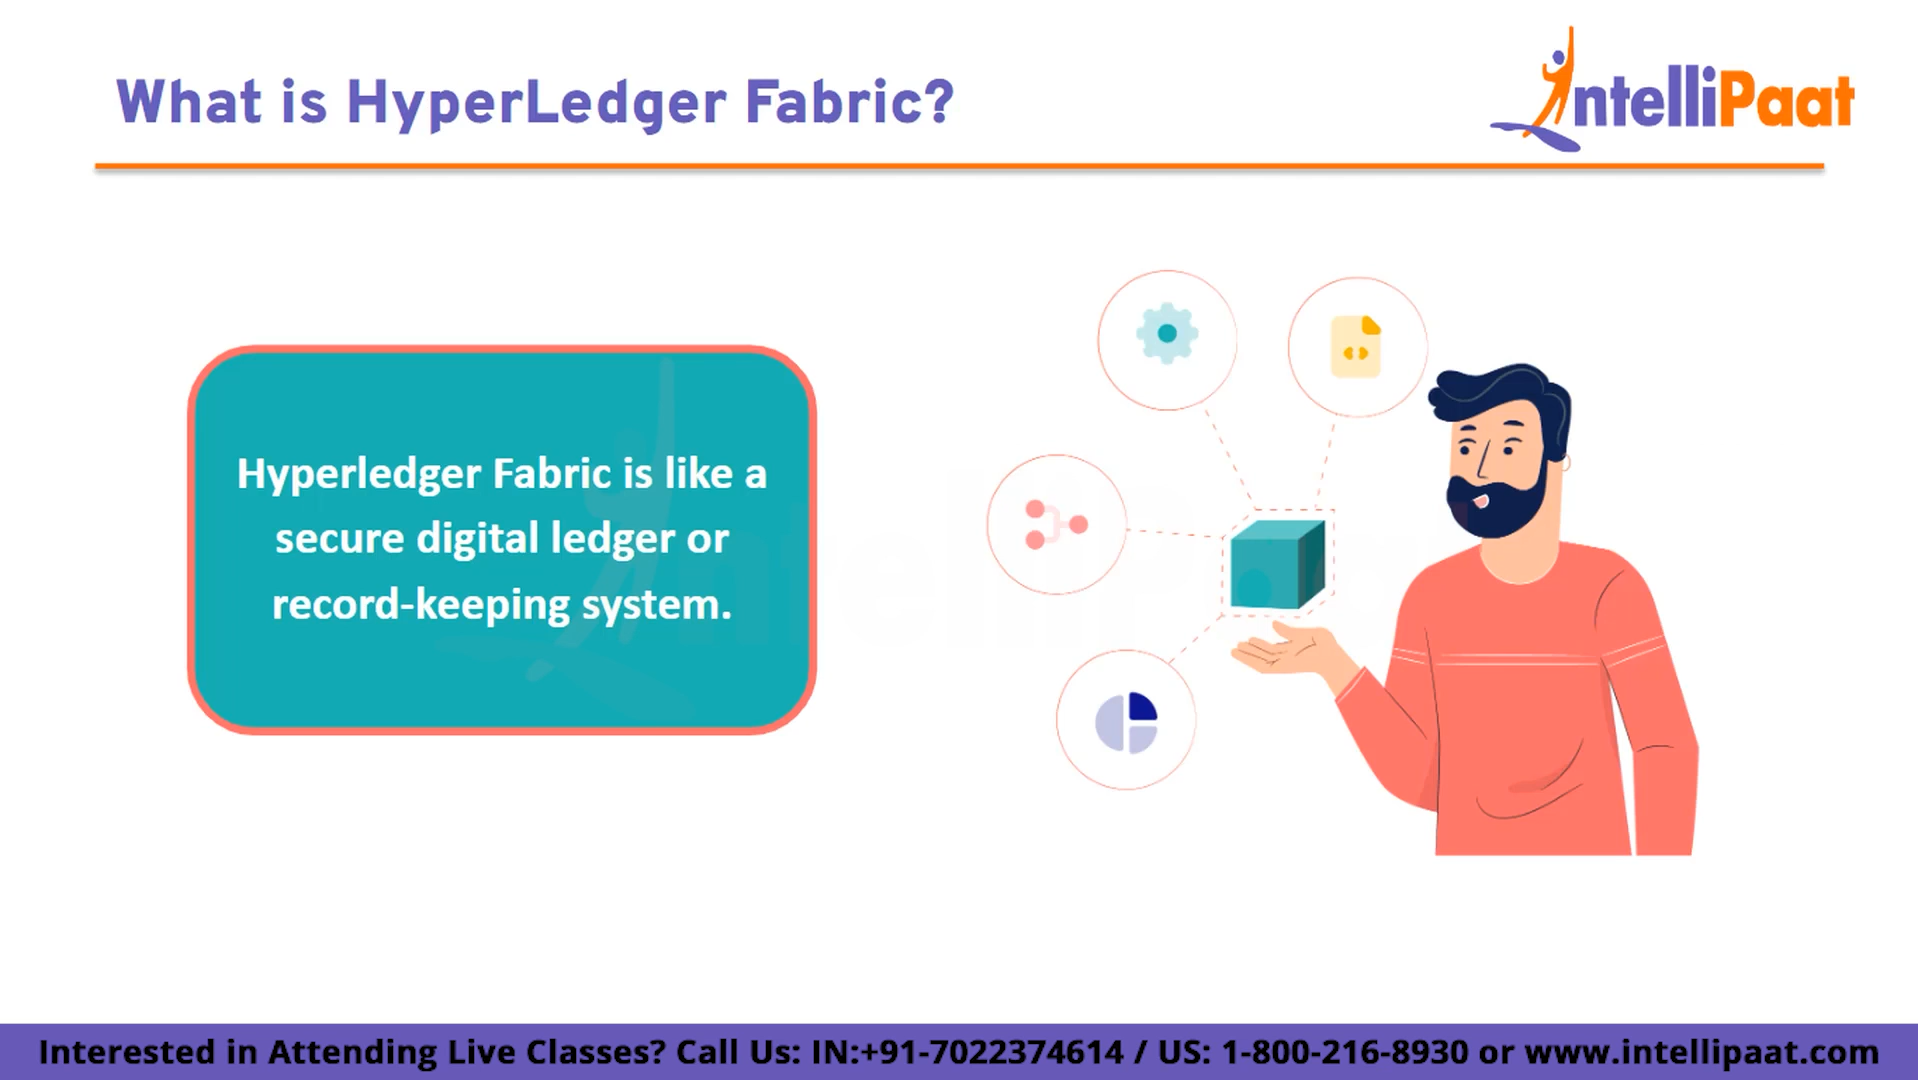 What is HyperLedger Fabric?
IntelliPaat
Hyperledger Fabric is like a
secure digital ledger or
record-keeping system.
Interested in Attending Live Classes? Call Us: IN:+91-7022374614 / US: 1-800-216-8930 or www.intellipaat.com